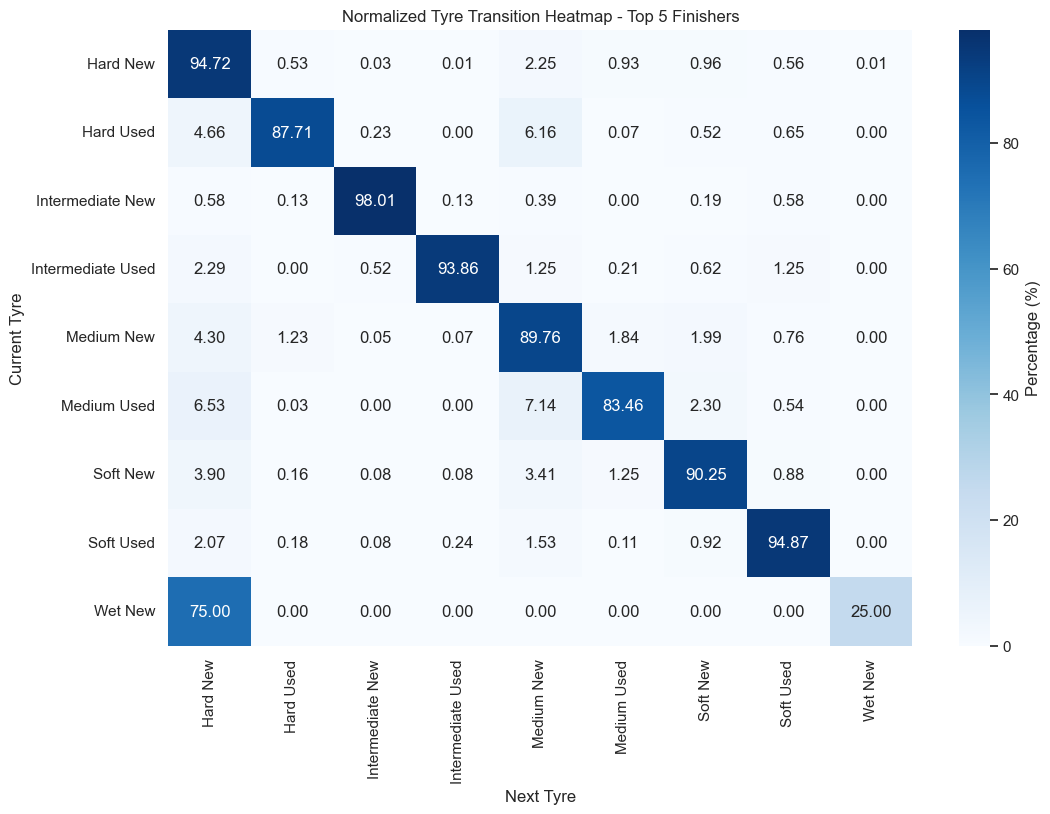 Normalized Tyre Transition Heatmap - Top 5 Finishers
Current Tyre
Hard New 94.72 0.53 0.03 0.01 2.25 0.93 0.96 0.56 0.01
Hard Used 4.66 87.71 0.23 0.00 6.16 0.07 0.52 0.65 0.00
Intermediate New 0.58 0.13 98.01 0.13 0.39 0.00 0.19 0.58 0.00
Intermediate Used 2.29 0.00 0.52 93.86 1.25 0.21 0.62 1.25 0.00
Medium New 4.30 1.23 0.05 0.07 89.76 1.84 1.99 0.76 0.00
Medium Used 6.53 0.03 0.00 0.00 7.14 83.46 2.30 0.54 0.00
Soft New 3.90 0.16 0.08 0.08 3.41 1.25 90.25 0.88 0.00
Soft Used 2.07 0.18 0.08 0.24 1.53 0.11 0.92 94.87 0.00
Wet New 75.00 0.00 0.00 0.00 0.00 0.00 0.00 0.00 25.00
Hard New
Hard Used
Intermediate New
Intermediate Used
Medium New
Medium Used
Soft New
Soft Used
Wet New
Next Tyre
80
60
40
20
0
Percentage (%)